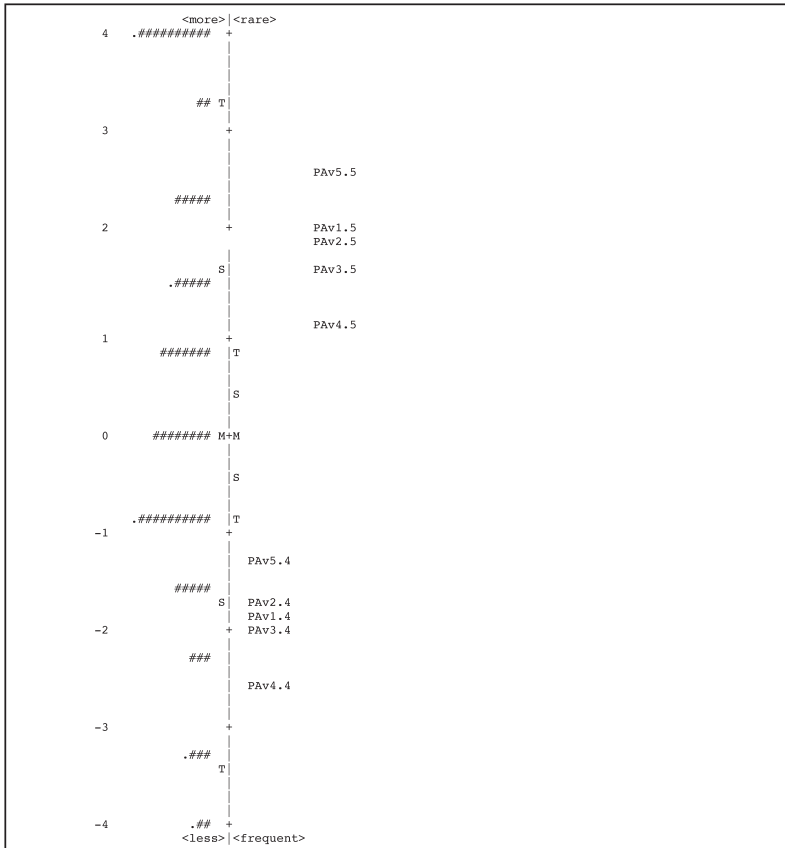 <more>|<rare>
4 .########## +
|
|
|
|
## T|
|
3 +
|
|
| PAv5.5
|
##### |
|
2 + PAv1.5
PAv2.5
|
S| PAv3.5
.##### |
|
|
| PAv4.5
1 +
####### |T
|
|
|S
|
|
0 ######## M+M
|
|
|S
|
|
.########## |T
-1 +
|
| PAv5.4
|
##### |
S| PAv2.4
| PAv1.4
-2 + PAv3.4
|
### |
|
| PAv4.4
|
|
-3 +
|
.### |
T|
|
|
|
-4 .## +
<less>|<frequent>